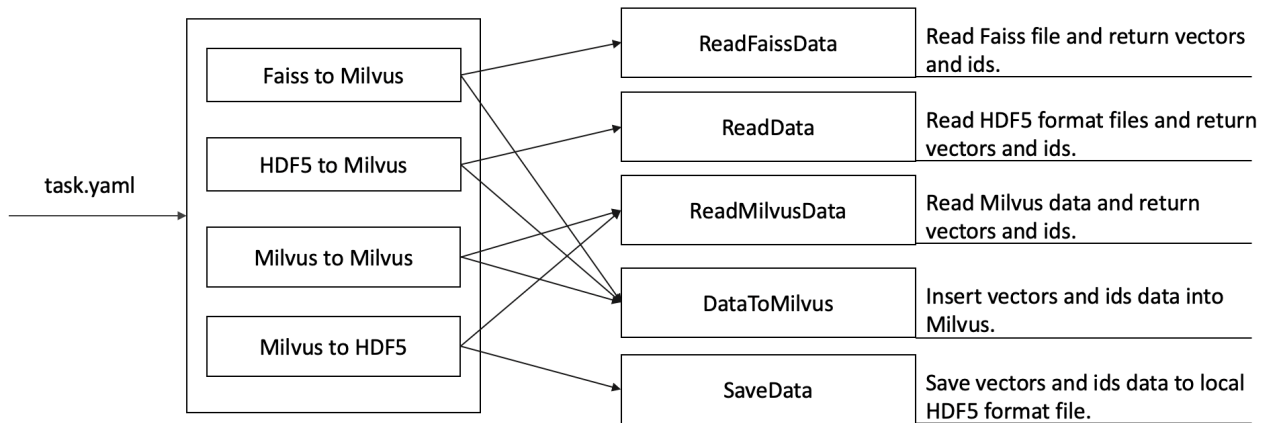 task.yaml
Faiss to Milvus
HDF5 to Milvus
Milvus to Milvus
Milvus to HDF5
ReadFaissData
Read Faiss file and return vectors
and ids.
ReadData
Read HDF5 format files and return
vectors and ids.
ReadMilvusData
Read Milvus data and return
vectors and ids.
DataToMilvus
Insert vectors and ids data into
Milvus.
SaveData
Save vectors and ids data to local
HDF5 format file.